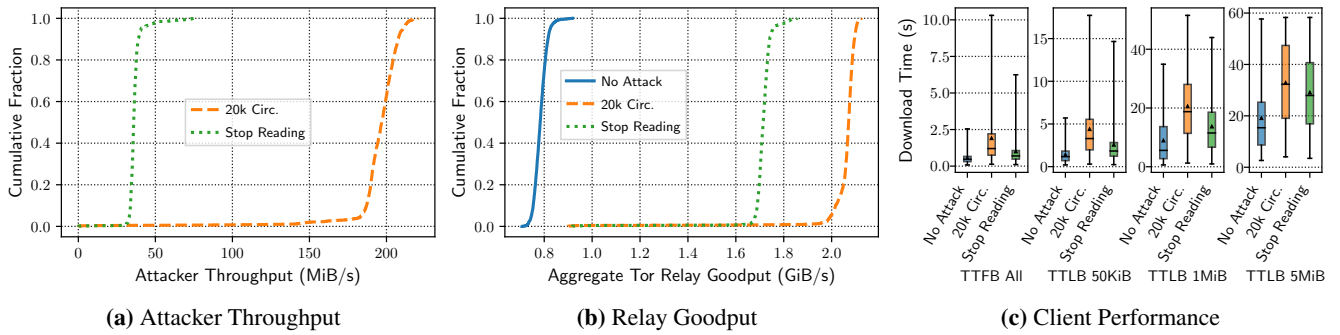 1.0
0.8
0.6
0.4
0.2
0.0
Cumulative Fraction
20k Circ.
Stop Reading
0 50 100 150 200
Attacker Throughput (MiB/s)
(a) Attacker Throughput
1.0
0.8
0.6
0.4
0.2
0.0
Cumulative Fraction
No Attack
20k Circ.
Stop Reading
0.8 1.0 1.2 1.4 1.6 1.8 2.0
Aggregate Tor Relay Goodput (GiB/s)
(b) Relay Goodput
Download Time (s)
10.0
7.5
5.0
2.5
0.0
No Attack
20k Circ.
Stop Reading
TTFB All
15
10
5
0
No Attack
20k Circ.
Stop Reading
TTLB 50KiB
40
20
0
No Attack
20k Circ.
Stop Reading
TTLB 1MiB
60
40
20
0
No Attack
20k Circ.
Stop Reading
TTLB 5MiB
(c) Client Performance